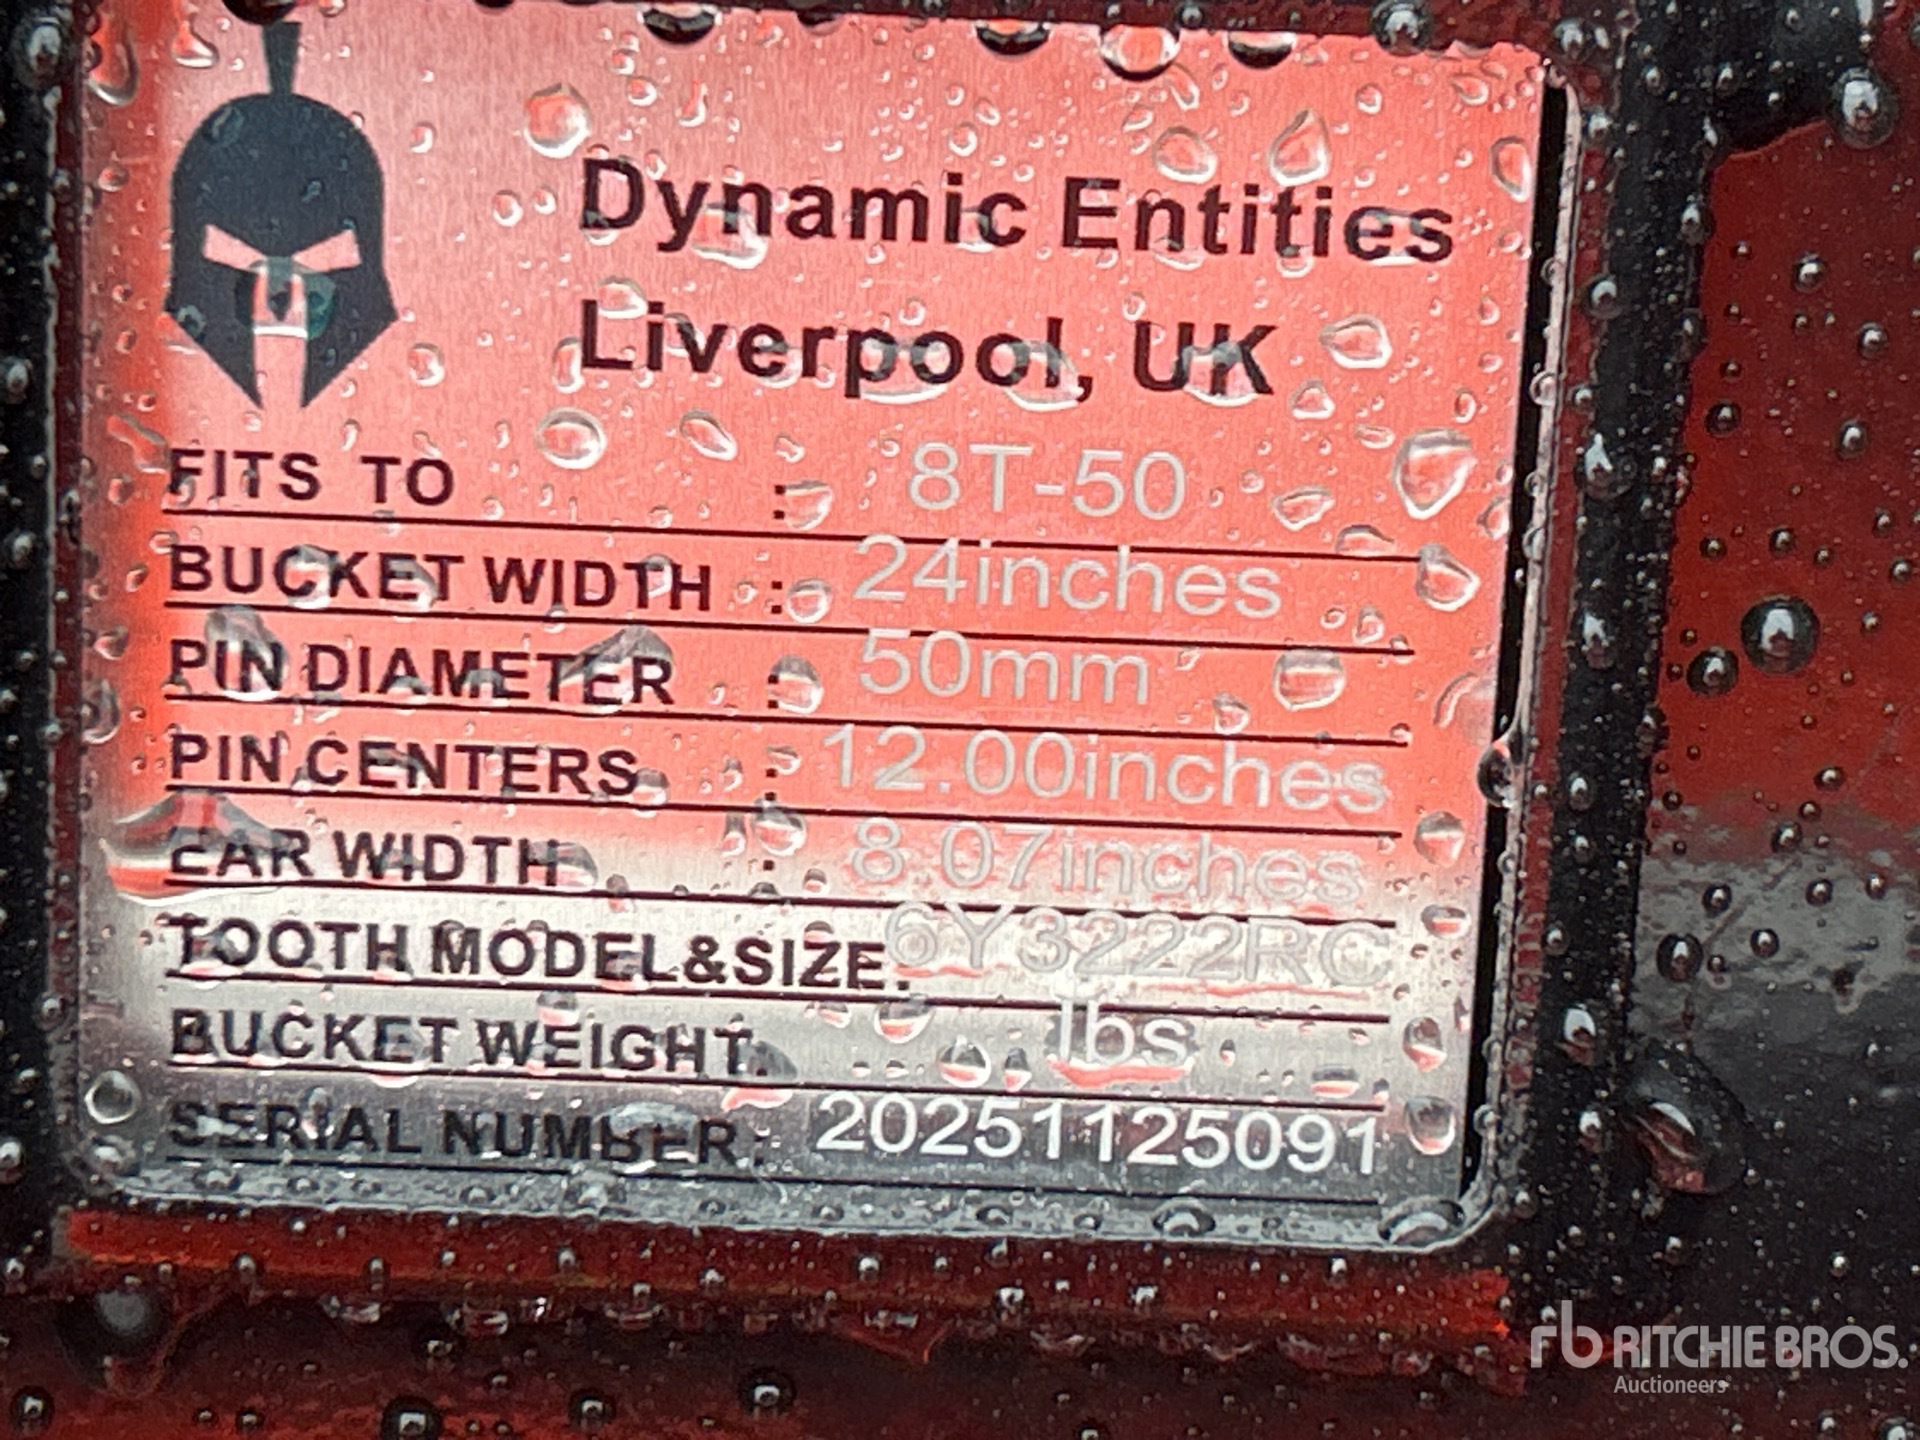 Dynamic Entities
Liverpool, UK
FITS TO : 8T-50
BUCKET WIDTH : 24inches
PIN DIAMETER : 50mm
PIN CENTERS : 12.00inches
EAR WIDTH : 8.07inches
TOOTH MODEL&SIZE: 6Y3222RC
BUCKET WEIGHT: lbs
SERIAL NUMBER: 20251125091
rb RITCHIE BROS.
Auctioneers